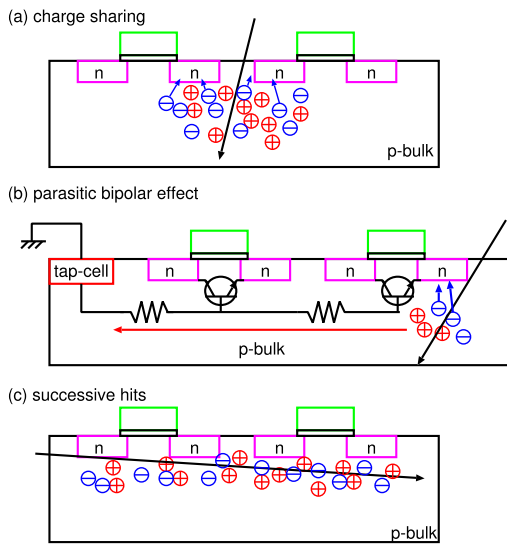 (a) charge sharing
n n n n
p-bulk
(b) parasitic bipolar effect
tap-cell n n n n
p-bulk
(c) successive hits
n n n n
p-bulk